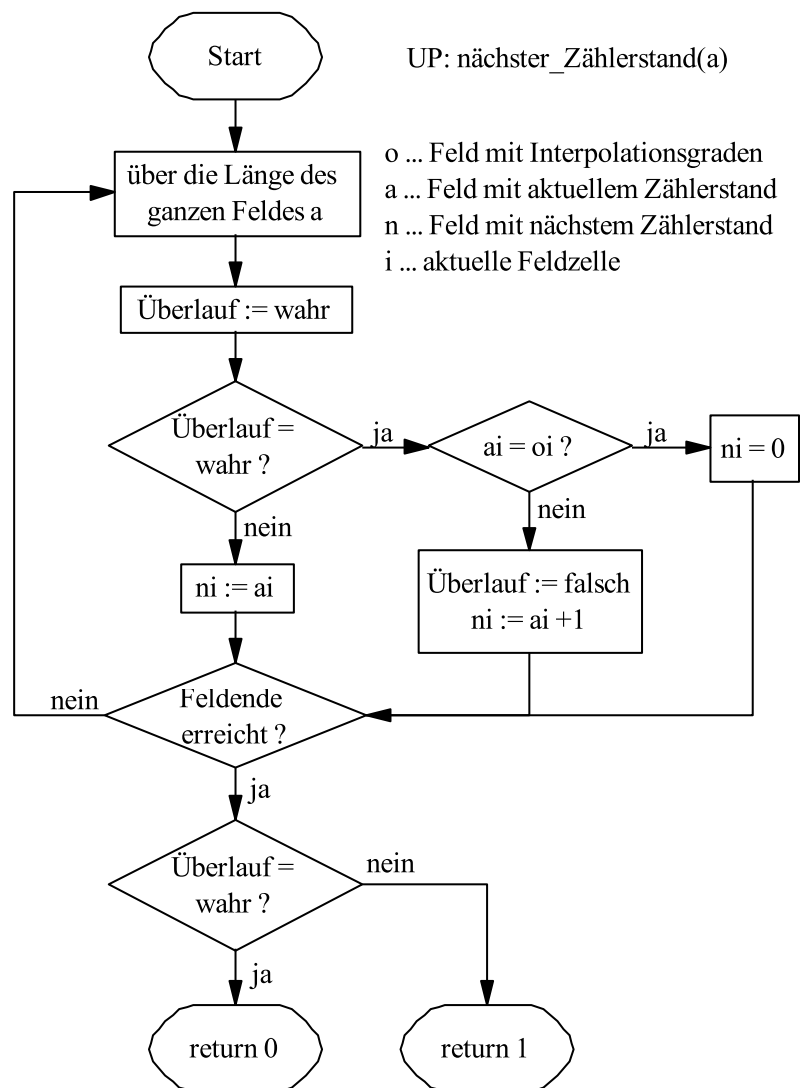 Start
UP: nächster_Zählerstand(a)
über die Länge des
ganzen Feldes a
o ... Feld mit Interpolationsgraden
a ... Feld mit aktuellem Zählerstand
n ... Feld mit nächstem Zählerstand
i ... aktuelle Feldzelle
Überlauf := wahr
Überlauf =
wahr ?
ja
ai = oi ?
ja
ni = 0
nein
nein
ni := ai
Überlauf := falsch
ni := ai +1
nein
Feldende
erreicht ?
ja
Überlauf =
wahr ?
nein
ja
return 0
return 1